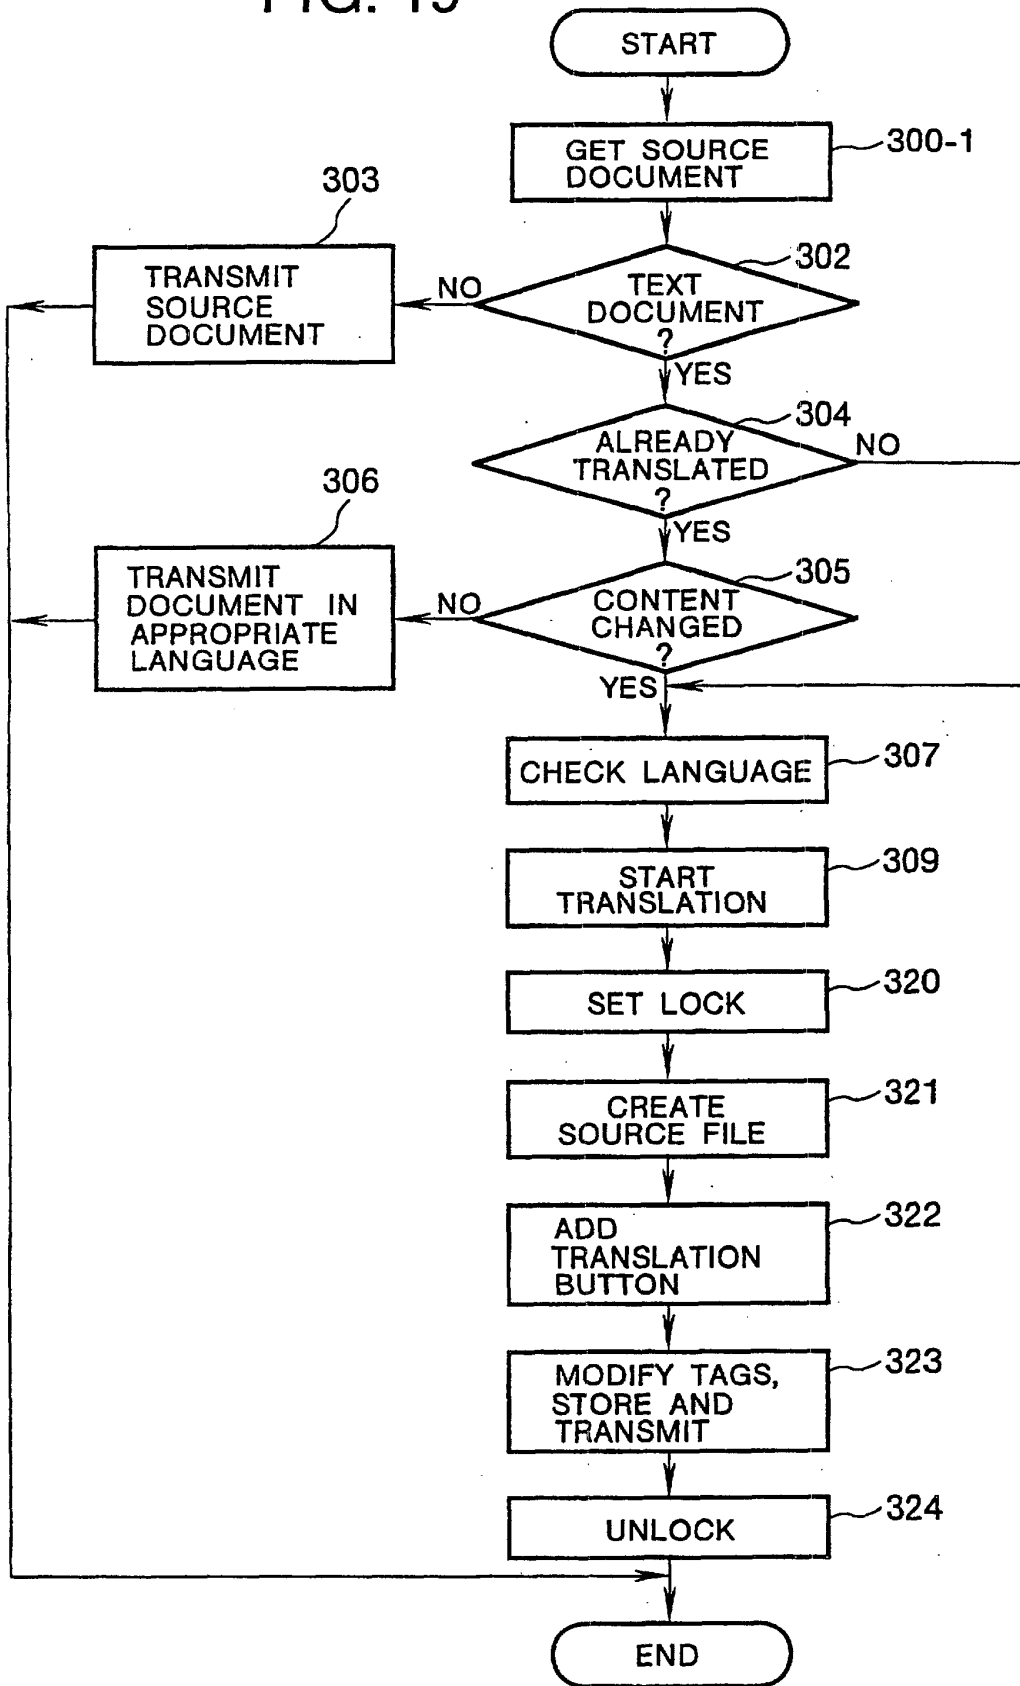 START
GET SOURCE
DOCUMENT
300-1
303
TRANSMIT
SOURCE
DOCUMENT
NO
302
TEXT
DOCUMENT
?
YES
304
ALREADY
TRANSLATED
?
NO
YES
306
TRANSMIT
DOCUMENT IN
APPROPRIATE
LANGUAGE
NO
305
CONTENT
CHANGED
?
YES
CHECK LANGUAGE
307
START
TRANSLATION
309
SET LOCK
320
CREATE
SOURCE FILE
321
ADD
TRANSLATION
BUTTON
322
MODIFY TAGS,
STORE AND
TRANSMIT
323
UNLOCK
324
END